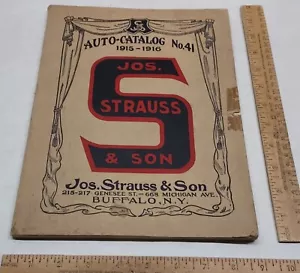 AUTO-CATALOG No. 41
1915-1916
JOS.
STRAUSS
& SON
Jos. Strauss & Son
215-217 GENESEE ST.—668 MICHIGAN AVE.
BUFFALO, N.Y.